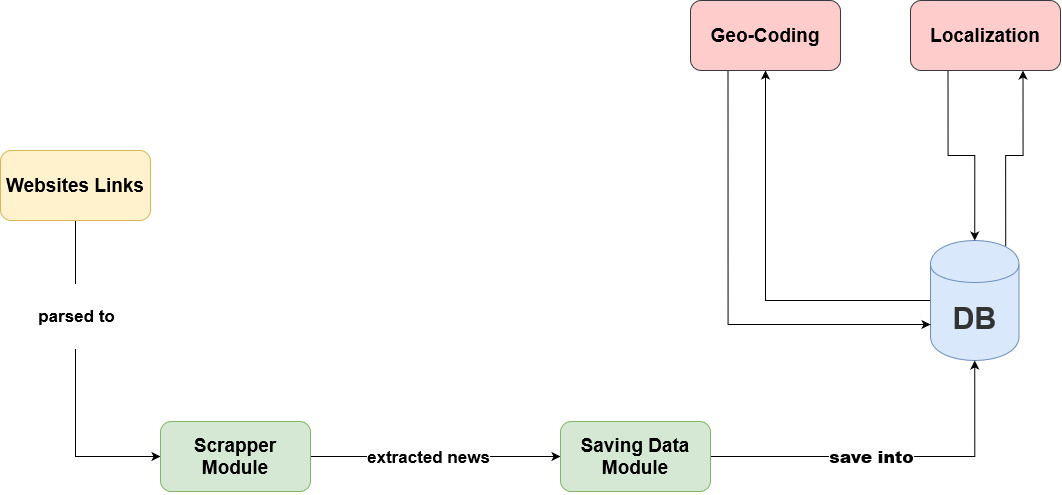 Geo-Coding
Localization
Websites Links
parsed to
DB
Scrapper
Module
extracted news
Saving Data
Module
save into